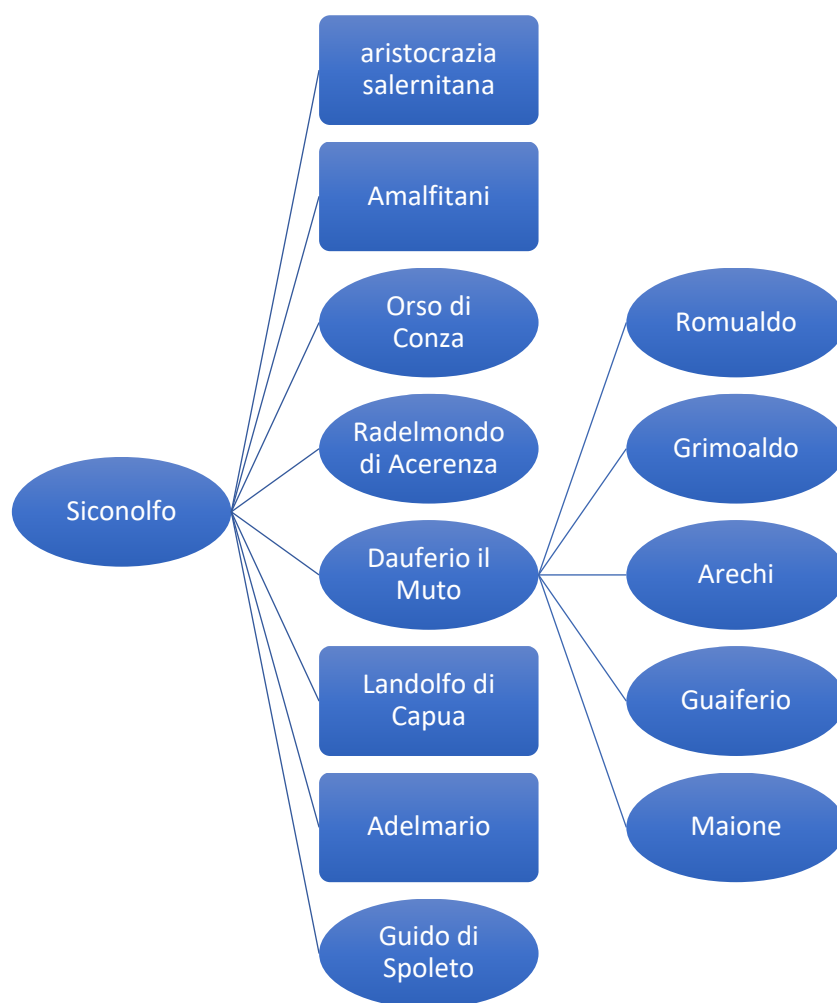 aristocrazia
salernitana
Amalfitani
Orso di
Conza
Radelmondo
di Acerenza
Siconolfo
Dauferio il
Muto
Landolfo di
Capua
Adelmario
Guido di
Spoleto
Romualdo
Grimoaldo
Arechi
Guaiferio
Maione